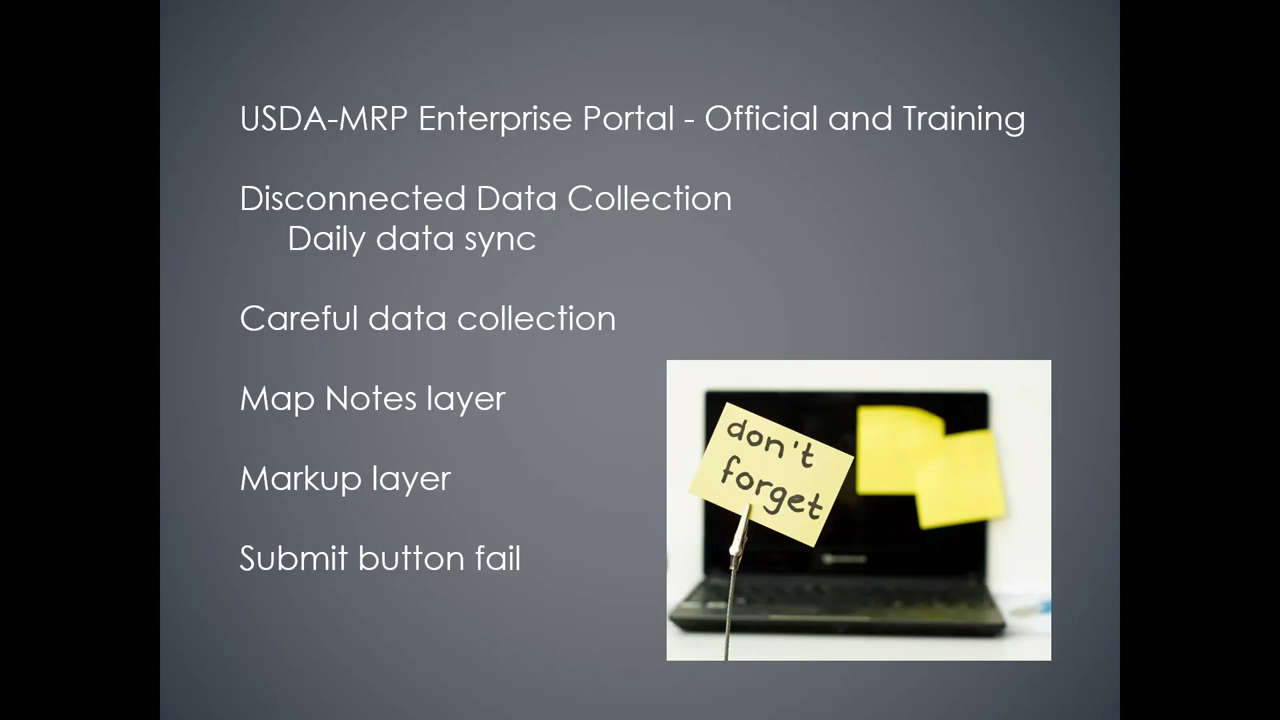 USDA-MRP Enterprise Portal - Official and Training
Disconnected Data Collection
Daily data sync
Careful data collection
Map Notes layer
Markup layer
Submit button fail
don't
forget